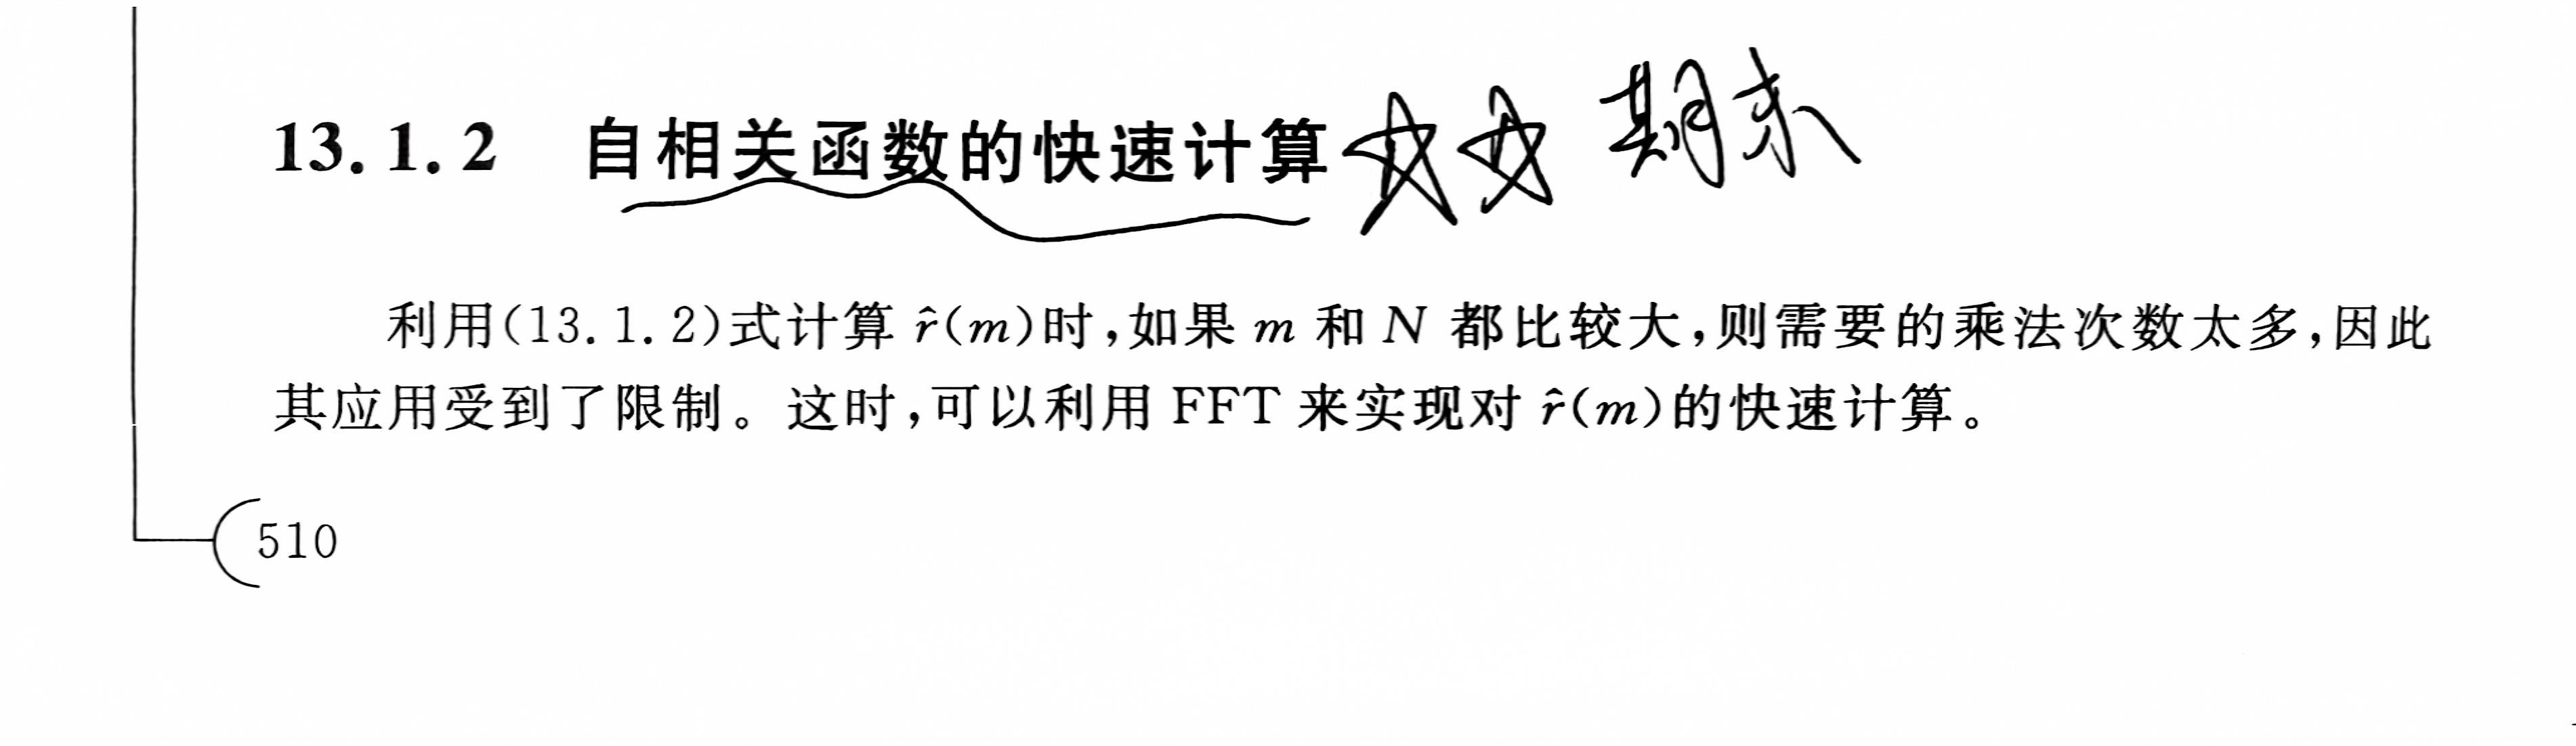 13.1.2 自相关函数的快速计算☆☆ 期末
利用(13.1.2)式计算 r̂(m)时,如果 m 和 N 都比较大,则需要的乘法次数太多,因此
其应用受到了限制。这时,可以利用 FFT 来实现对 r̂(m)的快速计算。
510